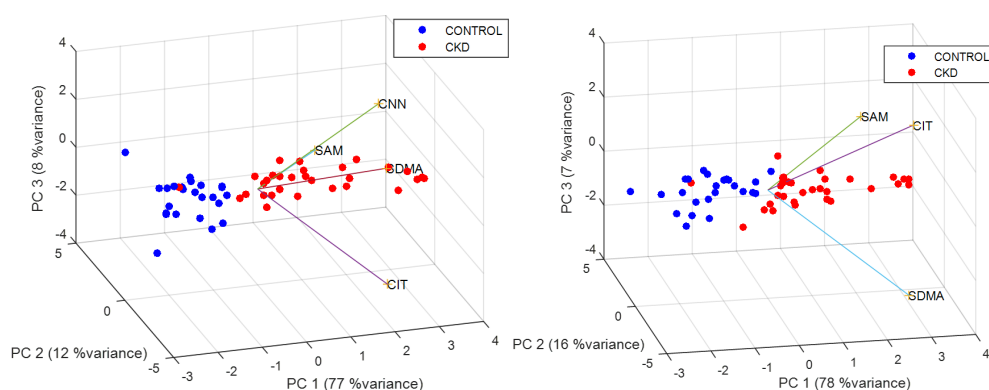 CONTROL
CKD
4
2
0
-2
-4
PC 3 (8 %variance)
CNN
SAM
SDMA
CIT
5
0
-5
PC 2 (12 %variance)
-3
-2
-1
0
1
2
3
4
PC 1 (77 %variance)
CONTROL
CKD
4
2
0
-2
-4
PC 3 (7 %variance)
SAM
CIT
SDMA
5
0
-5
PC 2 (16 %variance)
-3
-2
-1
0
1
2
3
4
PC 1 (78 %variance)